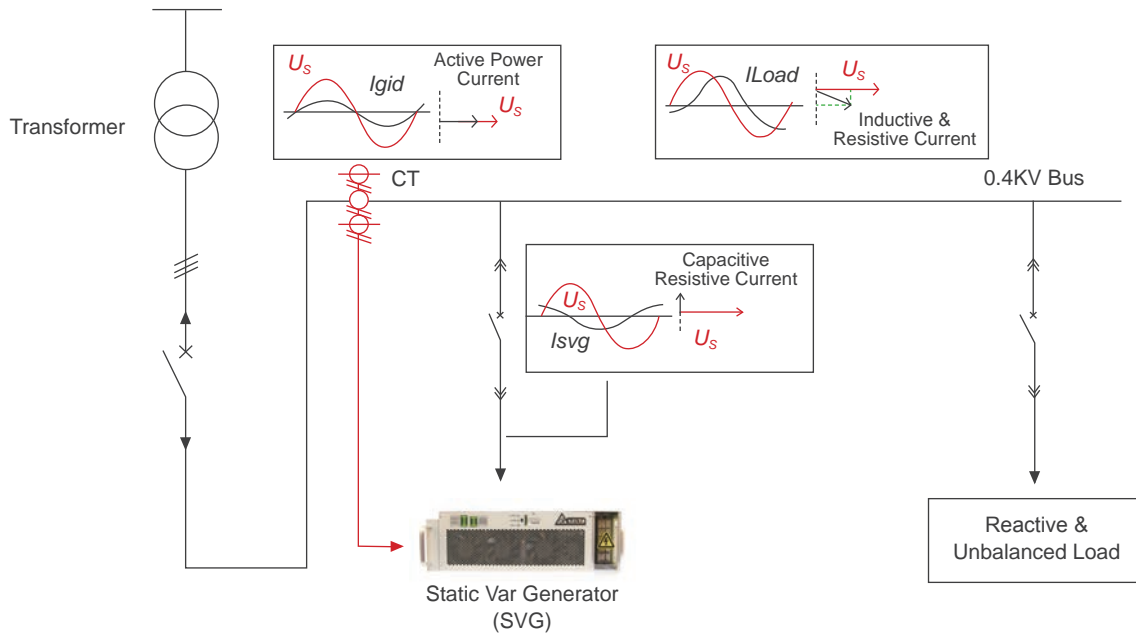 U_S
Igid
Active Power
Current
U_S
U_S
ILoad
U_S
Inductive &
Resistive Current
Transformer
CT
0.4KV Bus
Capacitive
Resistive Current
U_S
Isvg
U_S
Static Var Generator
(SVG)
Reactive &
Unbalanced Load